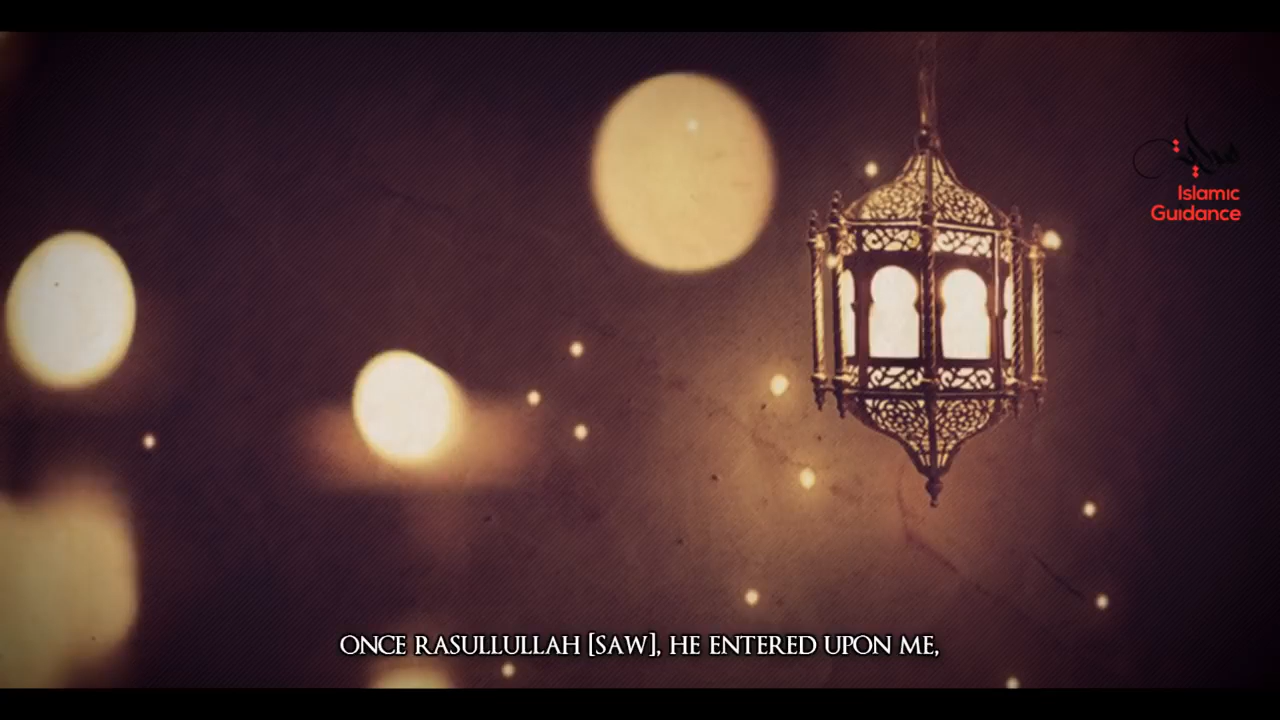 Islamic
Guidance
ONCE RASULLULLAH [SAW], HE ENTERED UPON ME,